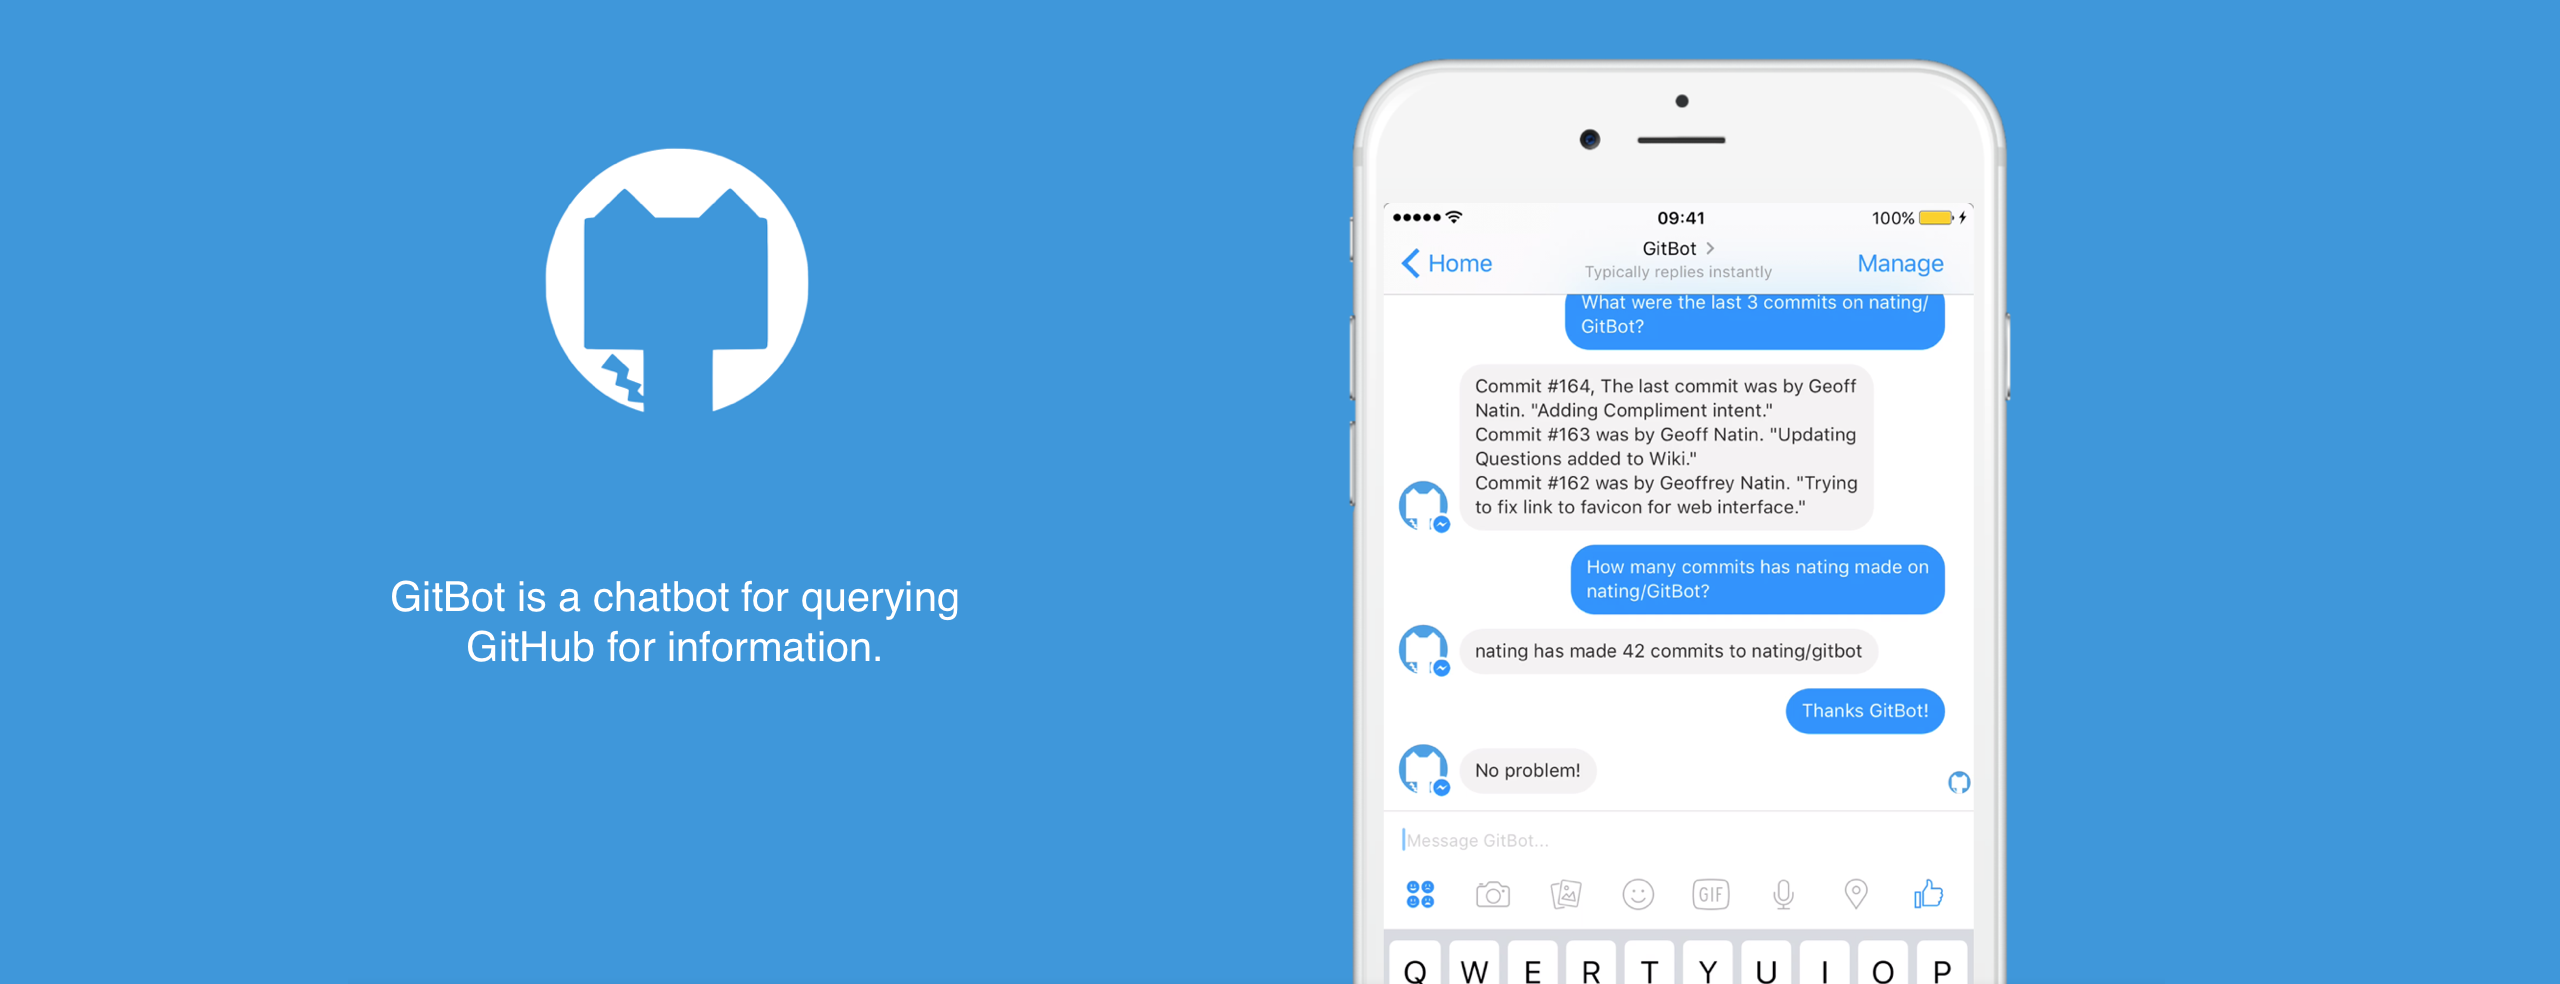 GitBot is a chatbot for querying
GitHub for information.
09:41
100%
Home
GitBot
Typically replies instantly
Manage
What were the last 3 commits on nating/
GitBot?
Commit #164, The last commit was by Geoff
Natin. "Adding Compliment intent."
Commit #163 was by Geoff Natin. "Updating
Questions added to Wiki."
Commit #162 was by Geoffrey Natin. "Trying
to fix link to favicon for web interface."
How many commits has nating made on
nating/GitBot?
nating has made 42 commits to nating/gitbot
Thanks GitBot!
No problem!
Message GitBot...
GIF
Q W E R T Y U I O P